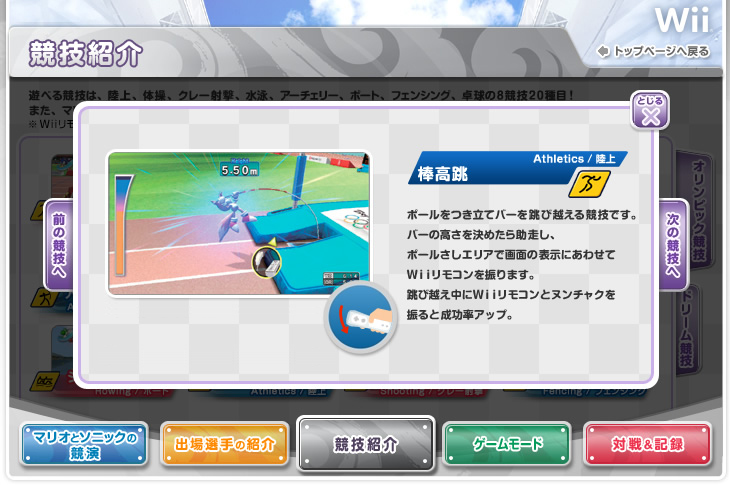 Wii
競技紹介
トップページへ戻る
遊べる競技は、陸上、体操、クレー射撃、水泳、アーチェリー、ボート、フェンシング、卓球の8競技20種目!
また、マ
※Wiiリモ
とじる
5.50m
Athletics / 陸上
棒高跳
ポールをつき立てバーを跳び越える競技です。
バーの高さを決めたら助走し、
ポールさしエリアで画面の表示にあわせて
Wiiリモコンを振ります。
跳び越え中にWiiリモコンとヌンチャクを
振ると成功率アップ。
前の競技へ
次の競技へ
オリンピック競技
ドリーム競技
Rowing / ボート
Athletics / 陸上
Shooting / クレー射撃
Fencing / フェンシング
マリオとソニックの
競演
出場選手の紹介
競技紹介
ゲームモード
対戦&記録